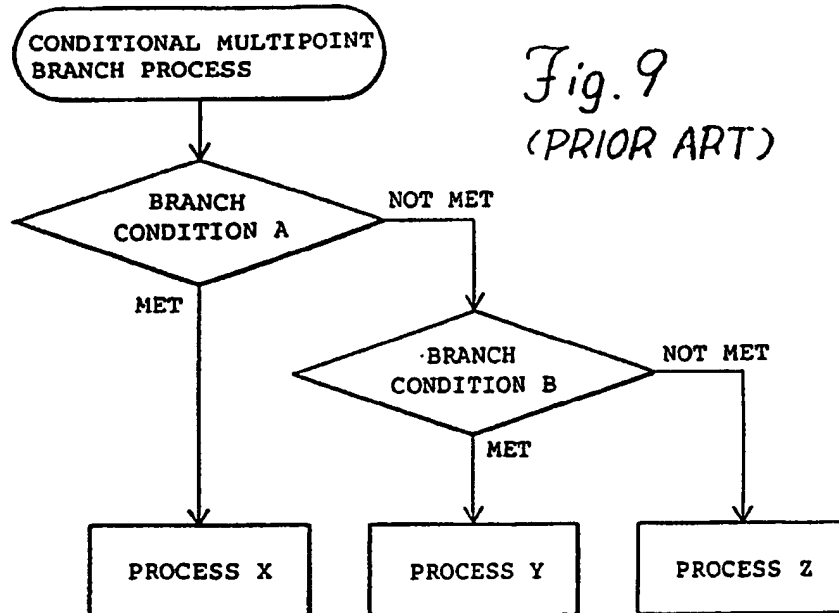 CONDITIONAL MULTIPOINT
BRANCH PROCESS
Fig. 9
(PRIOR ART)
BRANCH
CONDITION A
NOT MET
MET
BRANCH
CONDITION B
NOT MET
MET
PROCESS X
PROCESS Y
PROCESS Z